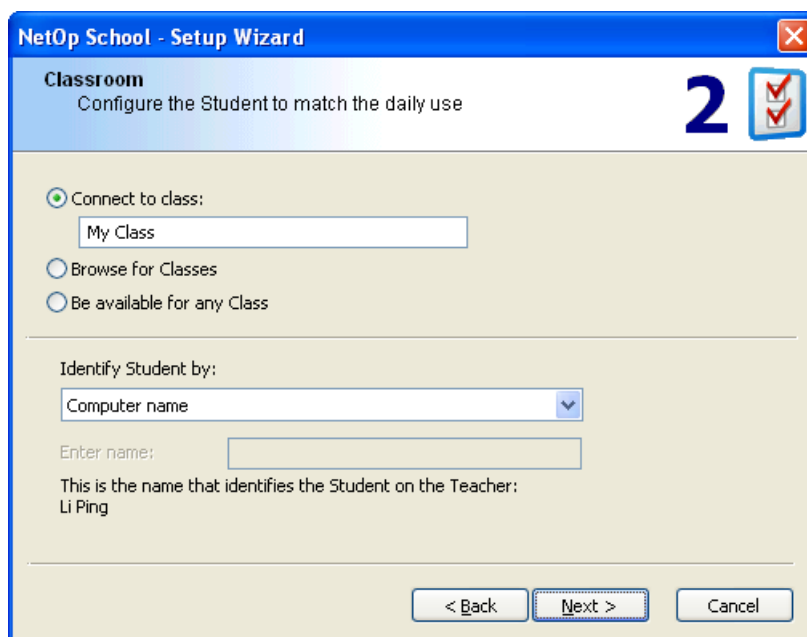 NetOp School - Setup Wizard
Classroom
Configure the Student to match the daily use
2
Connect to class:
My Class
Browse for Classes
Be available for any Class
Identify Student by:
Computer name
Enter name:
This is the name that identifies the Student on the Teacher:
Li Ping
< Back Next > Cancel